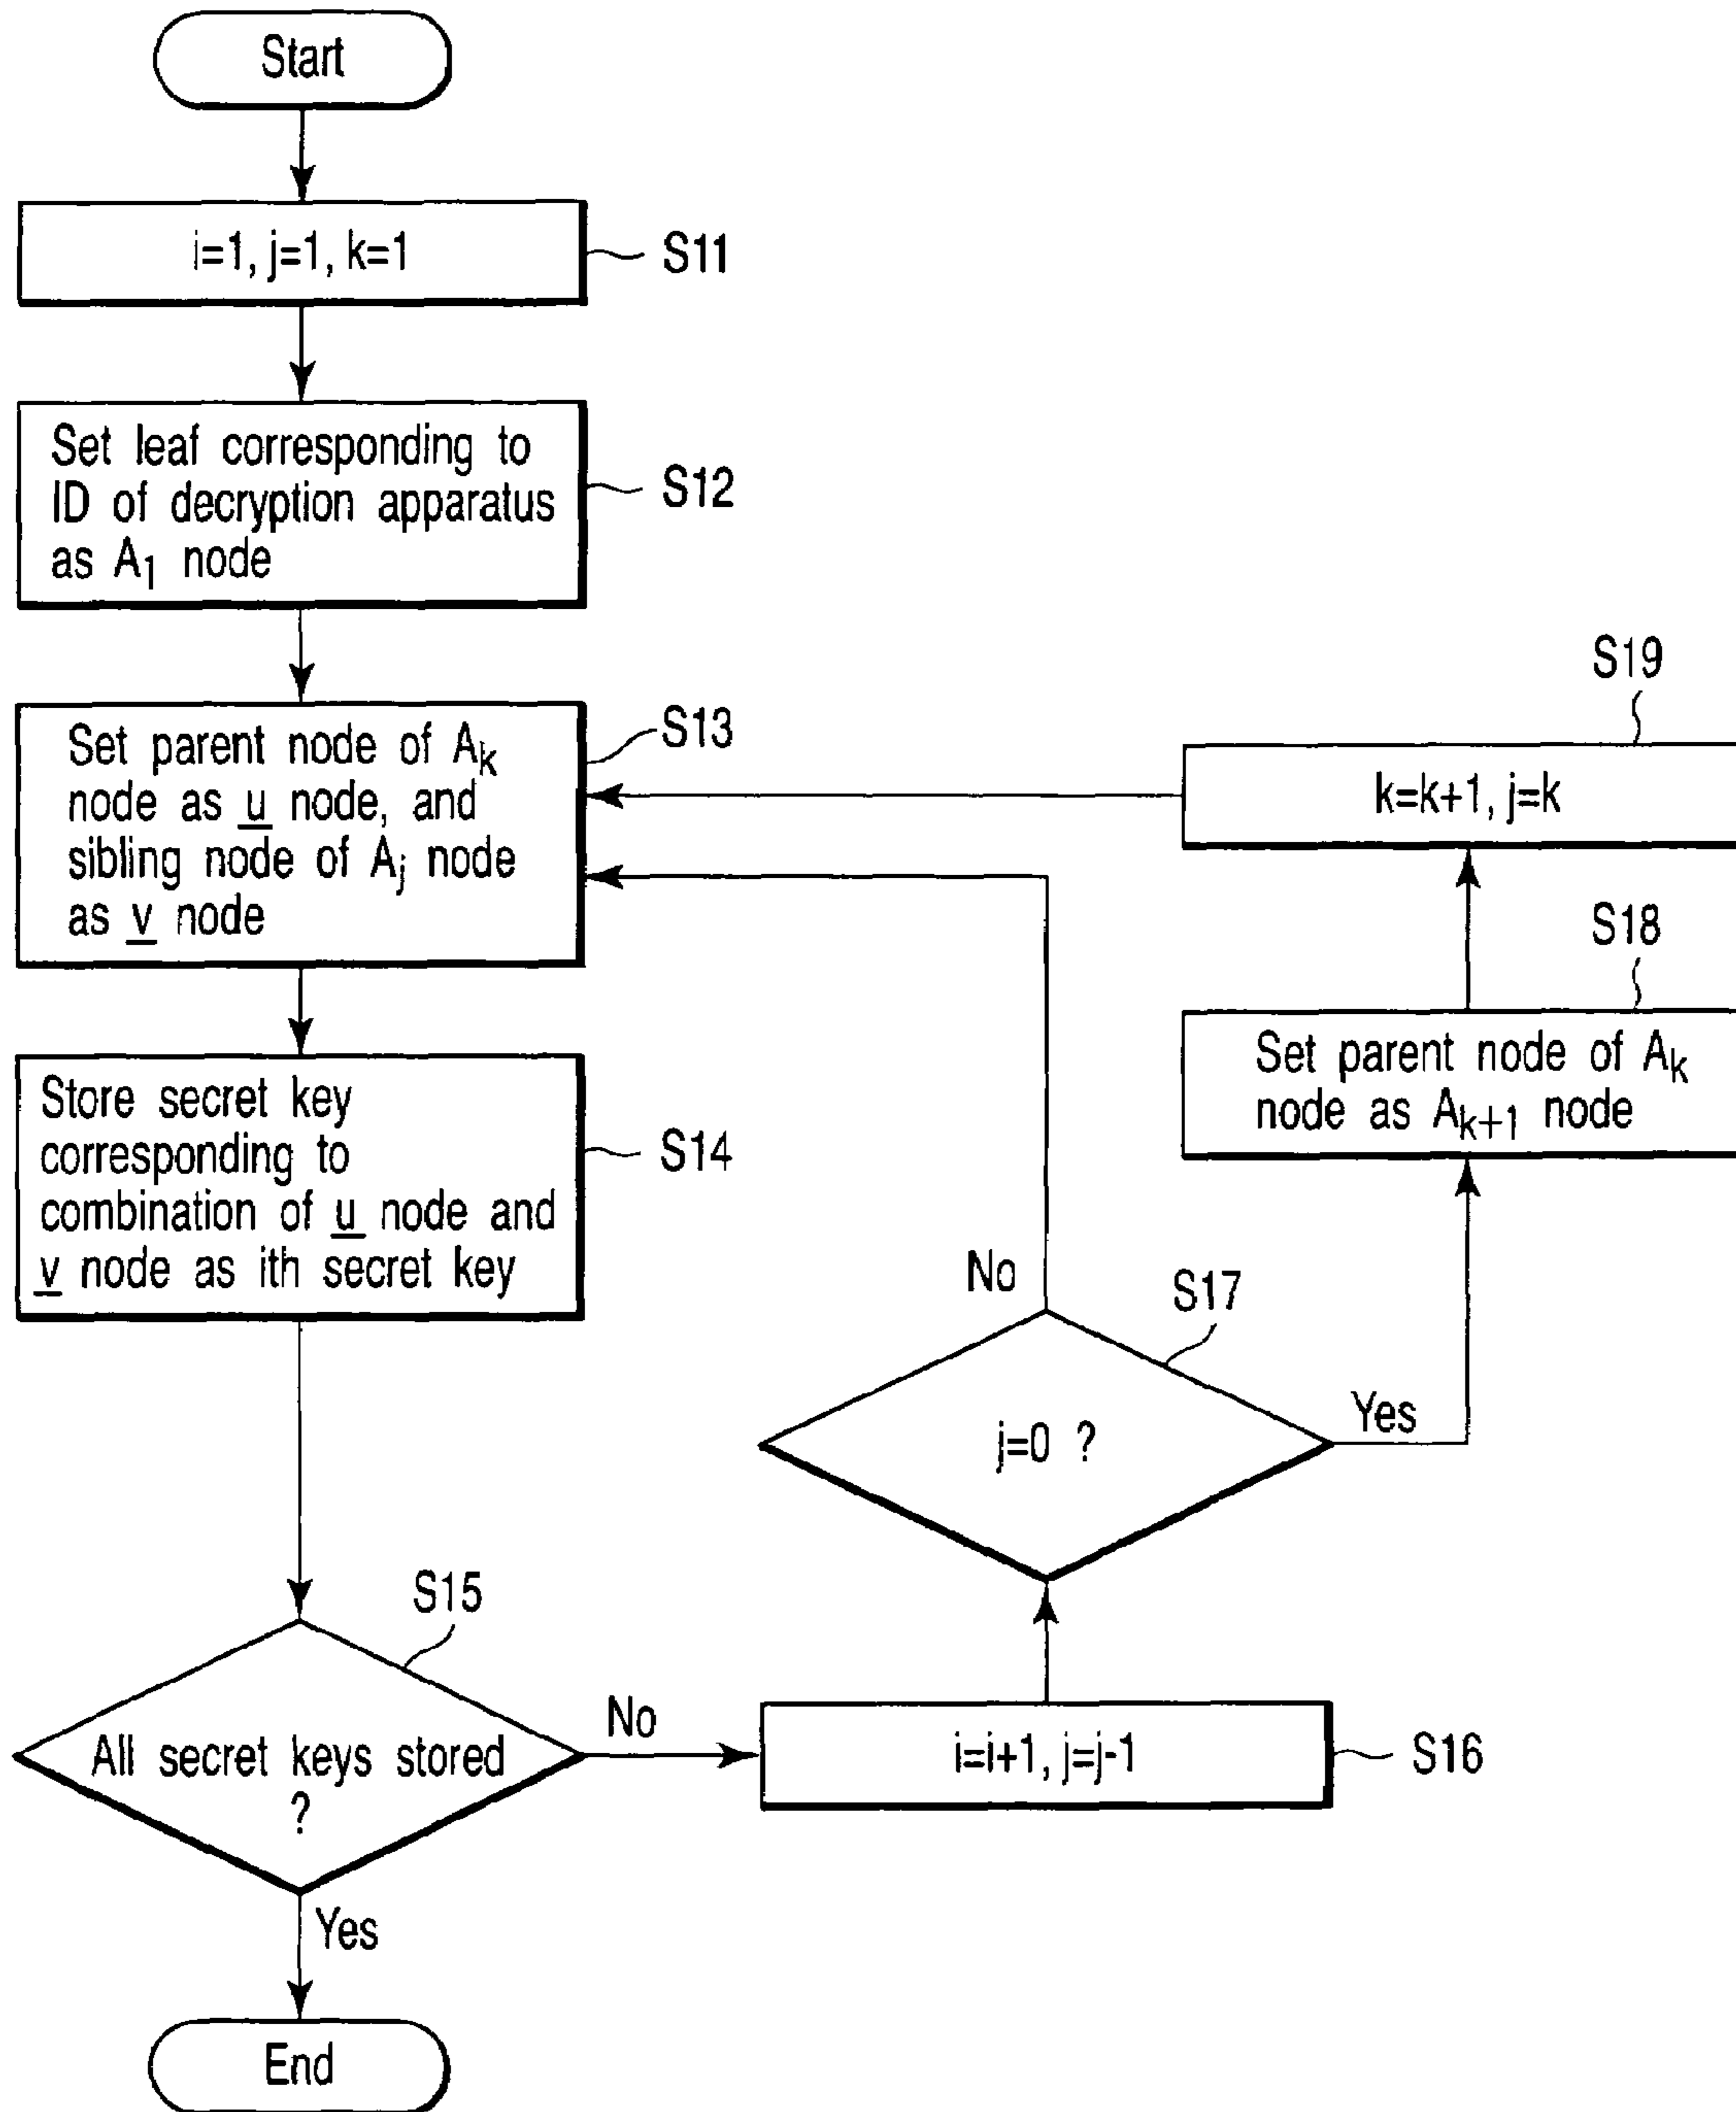 Start
i=1, j=1, k=1
S11
Set leaf corresponding to
ID of decryption apparatus
as A1 node
S12
Set parent node of Ak
node as u node, and
sibling node of Aj node
as v node
S13
Store secret key
corresponding to
combination of u node and
v node as ith secret key
S14
All secret keys stored
?
S15
No
Yes
End
i=i+1, j=j-1
S16
j=0 ?
S17
No
Yes
Set parent node of Ak
node as Ak+1 node
S18
k=k+1, j=k
S19